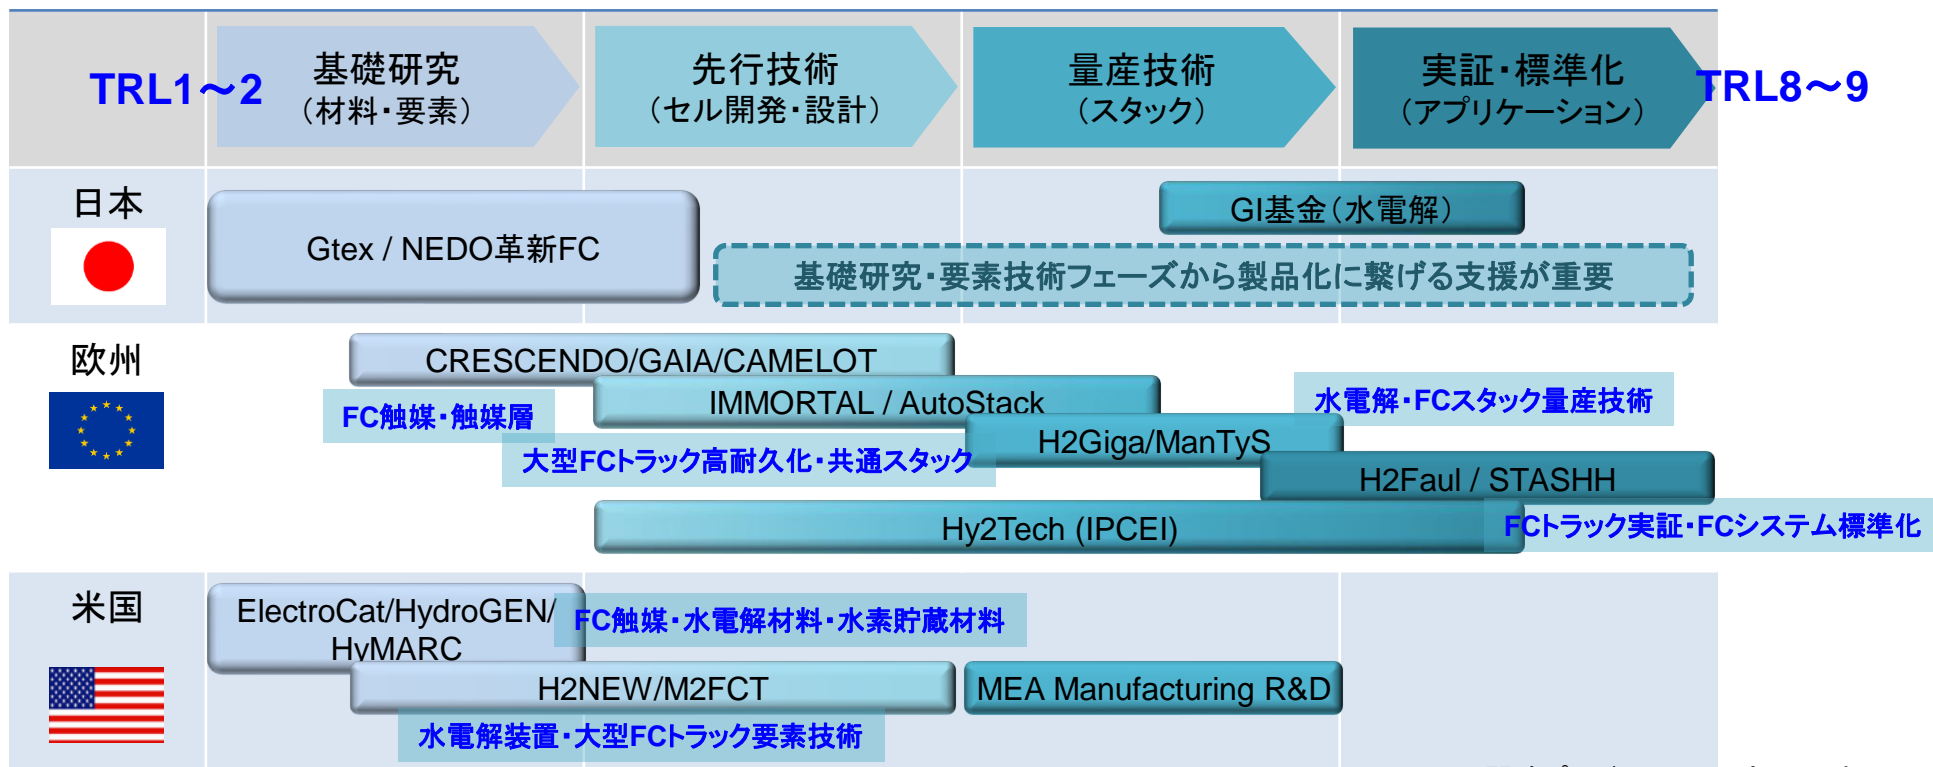 TRL1～2
基礎研究
（材料・要素）
先行技術
（セル開発・設計）
量産技術
（スタック）
実証・標準化
（アプリケーション）
TRL8～9
日本
Gtex / NEDO革新FC
GI基金（水電解）
基礎研究・要素技術フェーズから製品化に繋げる支援が重要
欧州
CRESCENDO/GAIA/CAMELOT
FC触媒・触媒層
IMMORTAL / AutoStack
水電解・FCスタック量産技術
大型FCトラック高耐久化・共通スタック
H2Giga/ManTyS
H2Faul / STASHH
Hy2Tech (IPCEI)
FCトラック実証・FCシステム標準化
米国
ElectroCat/HydroGEN/
HyMARC
FC触媒・水電解材料・水素貯蔵材料
H2NEW/M2FCT
MEA Manufacturing R&D
水電解装置・大型FCトラック要素技術